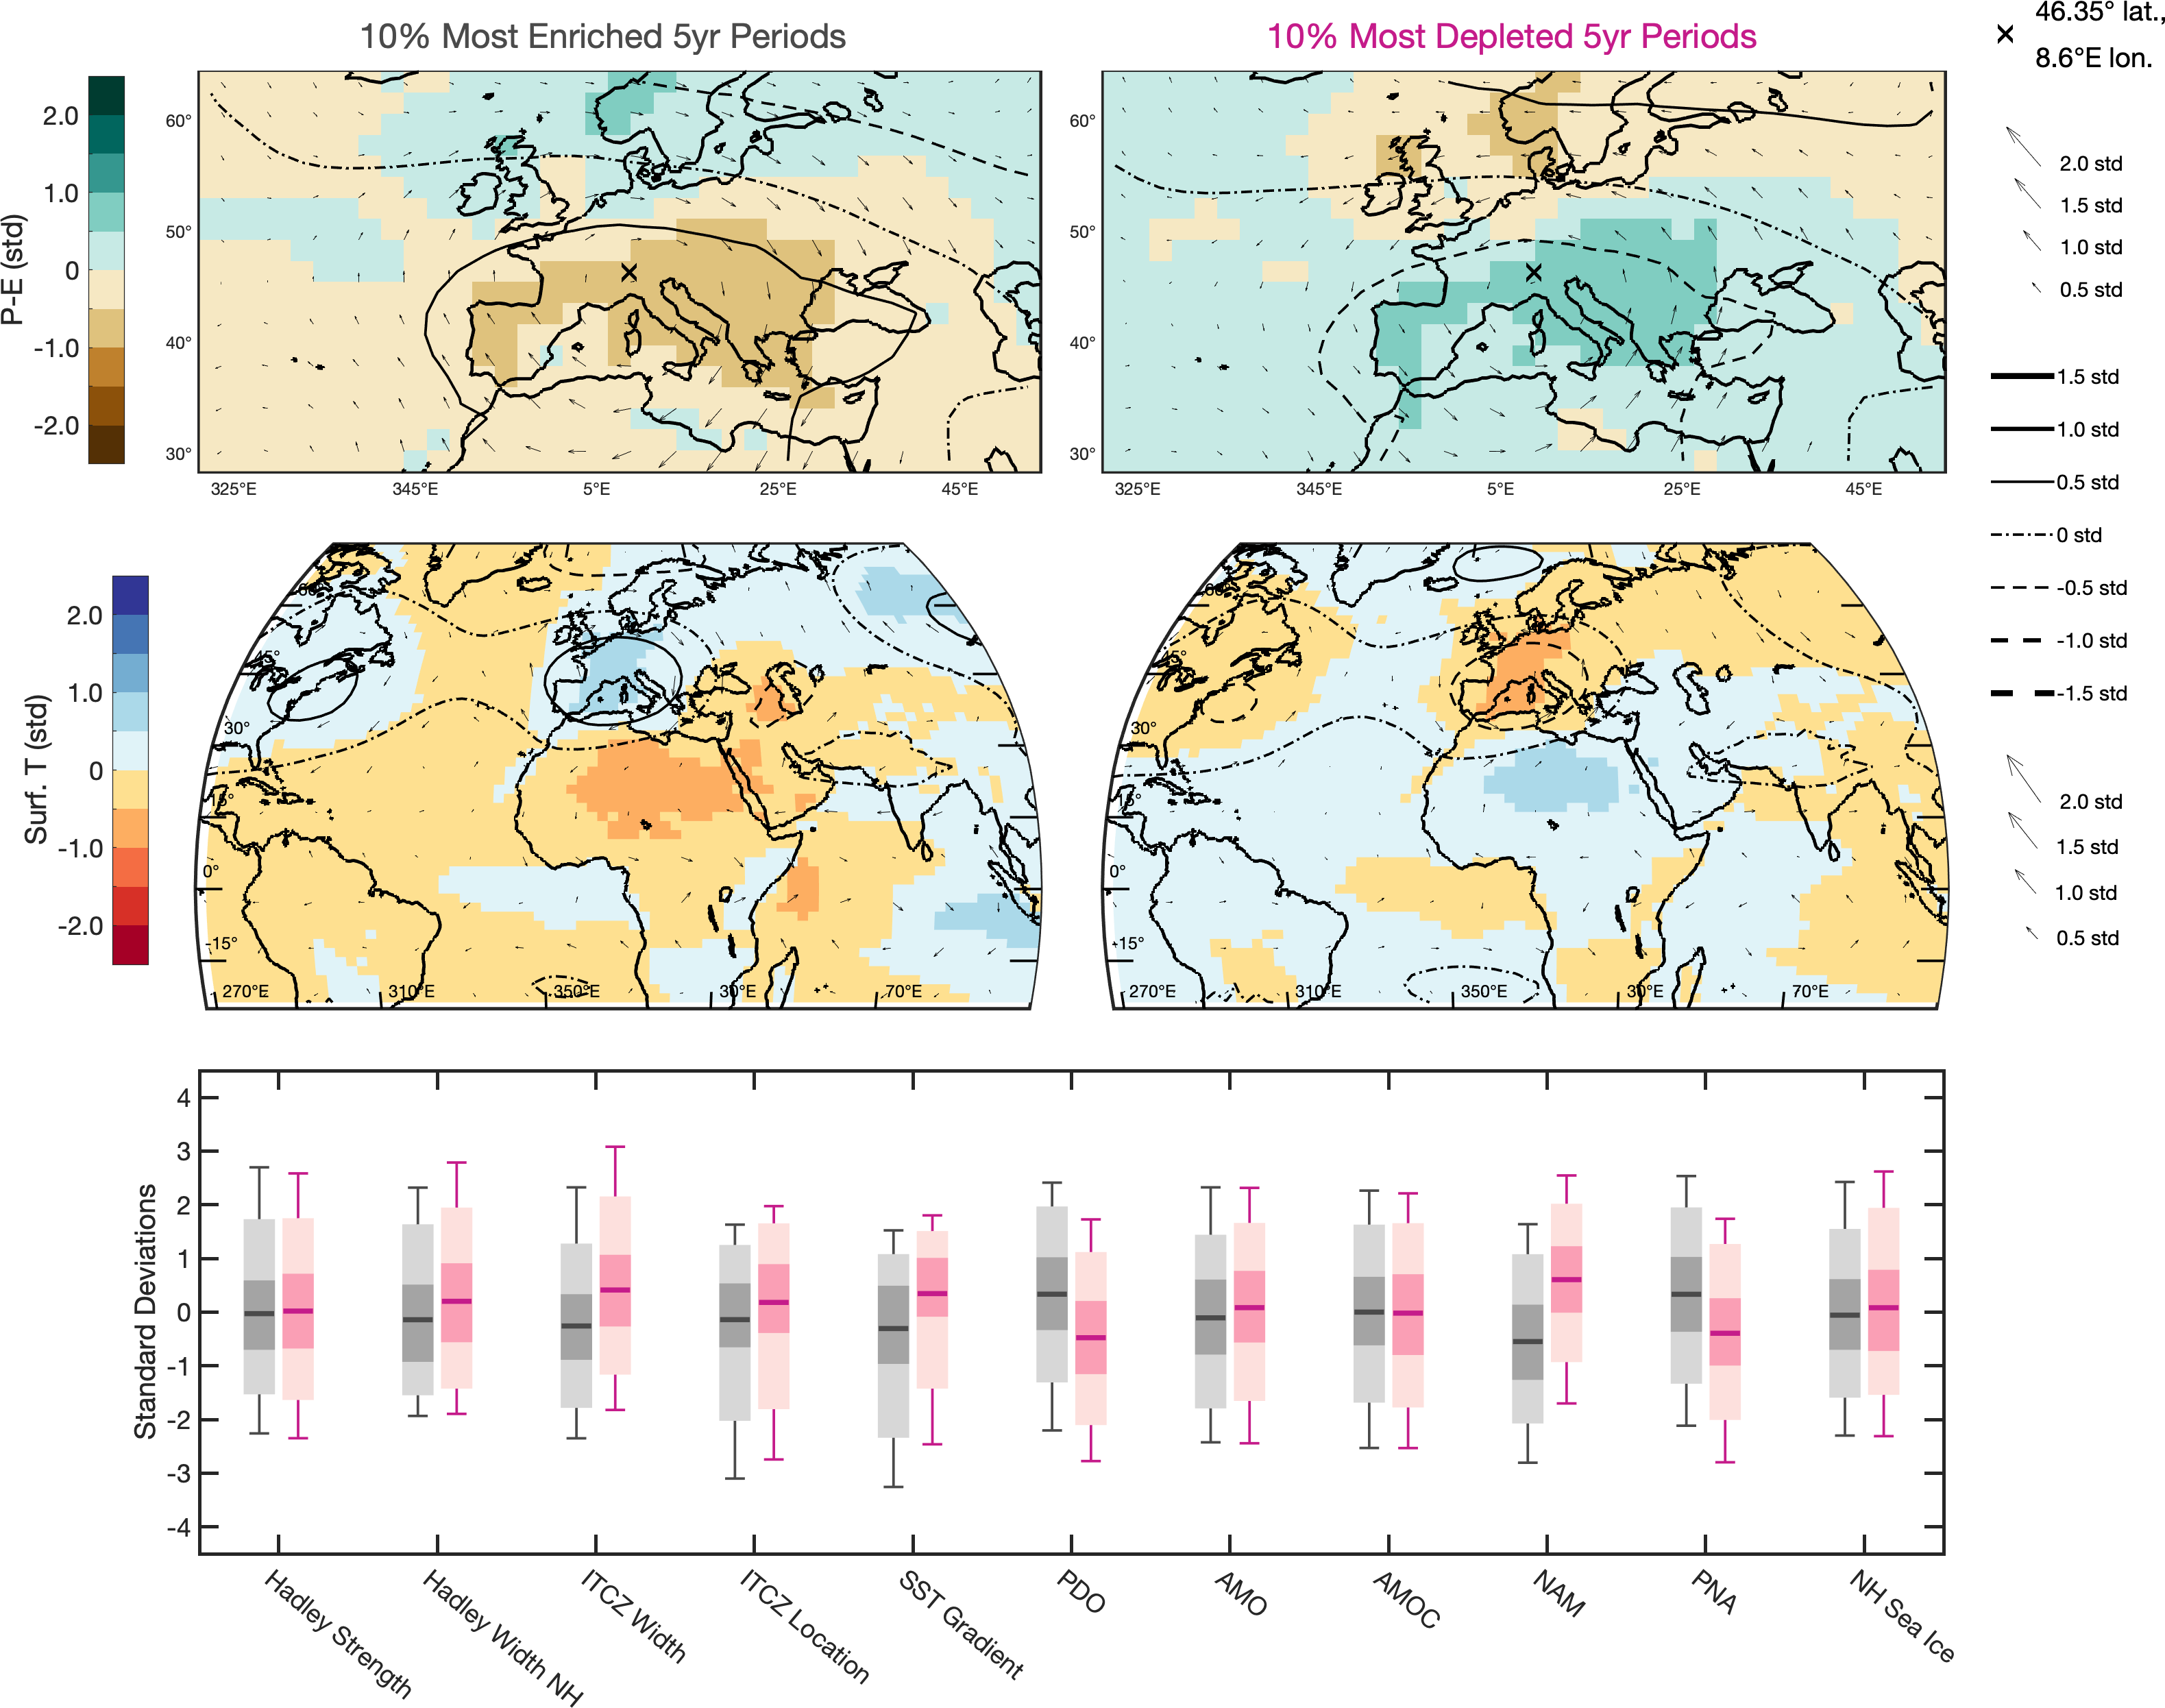 10% Most Enriched 5yr Periods
10% Most Depleted 5yr Periods
46.35° lat.,
8.6°E lon.
P-E (std)
2.0
1.0
0
-1.0
-2.0
60°
50°
40°
30°
325°E 345°E 5°E 25°E 45°E
60°
50°
40°
30°
325°E 345°E 5°E 25°E 45°E
2.0 std
1.5 std
1.0 std
0.5 std
1.5 std
1.0 std
0.5 std
0 std
-0.5 std
-1.0 std
-1.5 std
Surf. T (std)
2.0
1.0
0
-1.0
-2.0
60°
45°
30°
15°
0°
-15°
270°E 310°E 350°E 30°E 70°E
60°
45°
30°
15°
0°
-15°
270°E 310°E 350°E 30°E 70°E
2.0 std
1.5 std
1.0 std
0.5 std
Standard Deviations
4
3
2
1
0
-1
-2
-3
-4
Hadley Strength
Hadley Width NH
ITCZ Width
ITCZ Location
SST Gradient
PDO
AMO
AMOC
NAM
PNA
NH Sea Ice